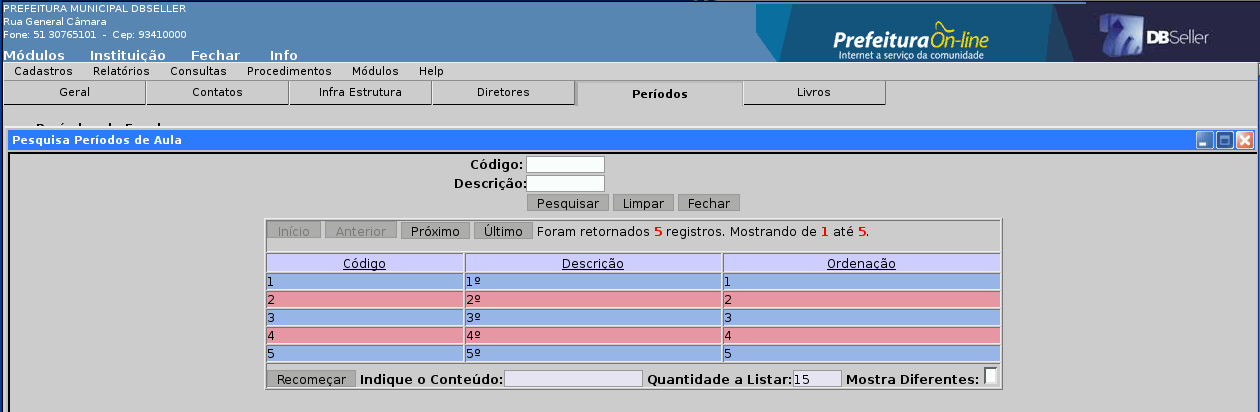 PREFEITURA MUNICIPAL DBSELLER
Rua General Câmara
Fone: 51 30765101 - Cep: 93410000
PrefeituraOn-line
Internet a serviço da comunidade
DBSeller
Módulos Instituição Fechar Info
Cadastros Relatórios Consultas Procedimentos Módulos Help
Geral Contatos Infra Estrutura Diretores Períodos Livros
Pesquisa Períodos de Aula
Código:
Descrição:
Pesquisar Limpar Fechar
Início Anterior Próximo Último Foram retornados 5 registros. Mostrando de 1 até 5.
Código Descrição Ordenação
1 1º 1
2 2º 2
3 3º 3
4 4º 4
5 5º 5
Recomeçar Indique o Conteúdo: Quantidade a Listar: 15 Mostra Diferentes: